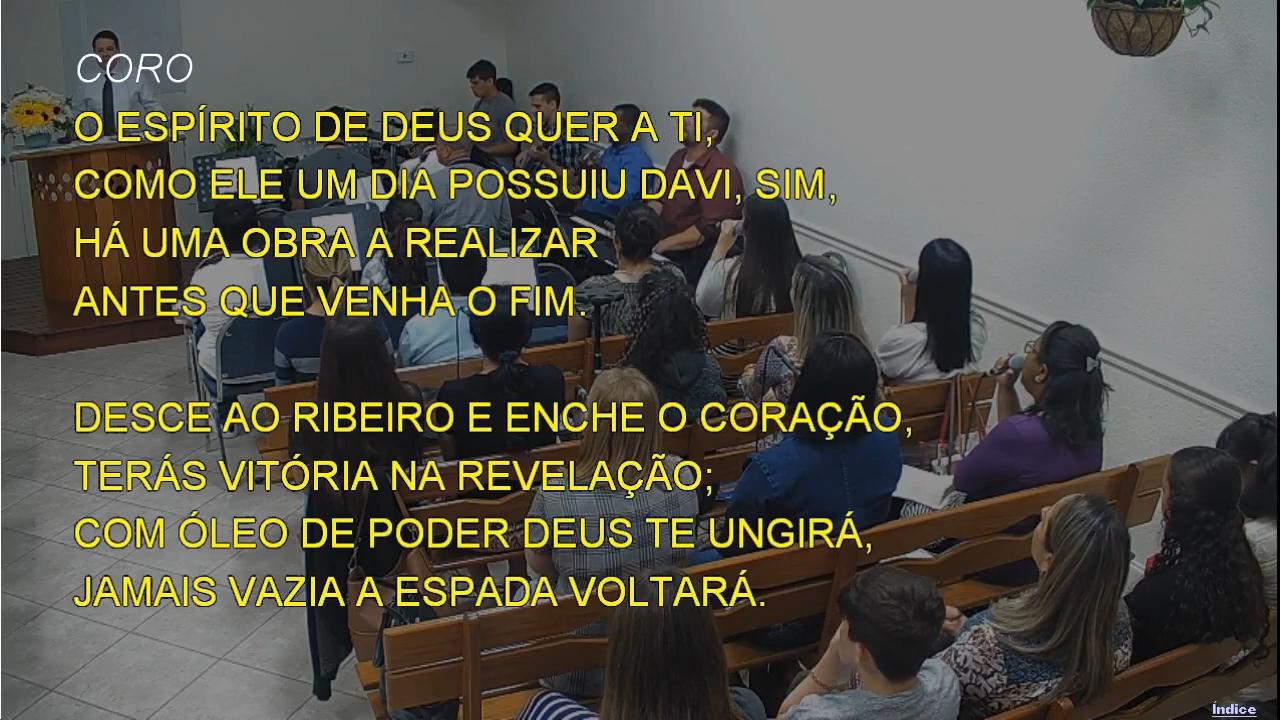 CORO
O ESPÍRITO DE DEUS QUER A TI,
COMO ELE UM DIA POSSUIU DAVI, SIM,
HÁ UMA OBRA A REALIZAR
ANTES QUE VENHA O FIM.
DESCE AO RIBEIRO E ENCHE O CORAÇÃO,
TERÁS VITÓRIA NA REVELAÇÃO;
COM ÓLEO DE PODER DEUS TE UNGIRÁ,
JAMAIS VAZIA A ESPADA VOLTARÁ.
Índice